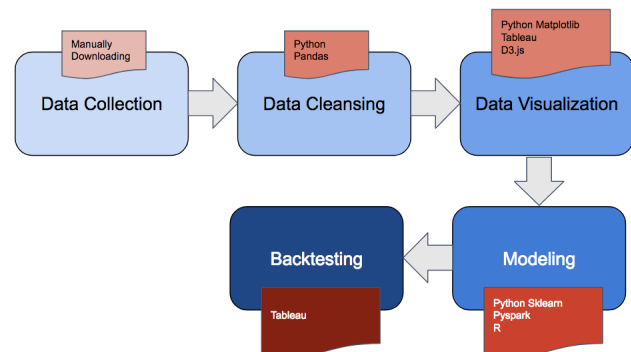 Manually
Downloading
Data Collection
Python
Pandas
Data Cleansing
Python Matplotlib
Tableau
D3.js
Data Visualization
Backtesting
Tableau
Modeling
Python Sklearn
Pyspark
R